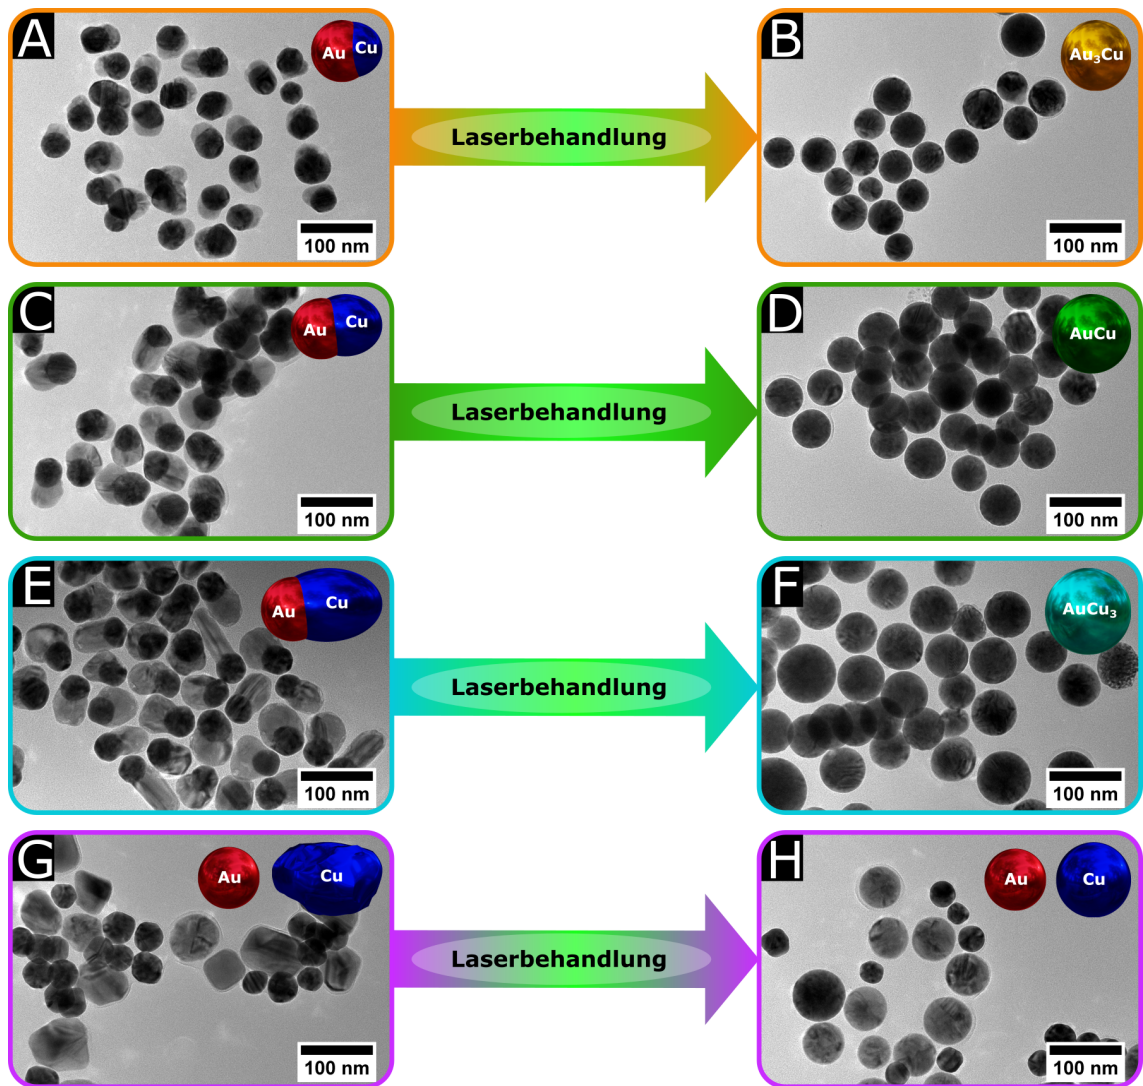 A
Au
Cu
100 nm
Laserbehandlung
B
Au₃Cu
100 nm
C
Au
Cu
100 nm
Laserbehandlung
D
AuCu
100 nm
E
Au
Cu
100 nm
Laserbehandlung
F
AuCu₃
100 nm
G
Au
Cu
100 nm
Laserbehandlung
H
Au
Cu
100 nm